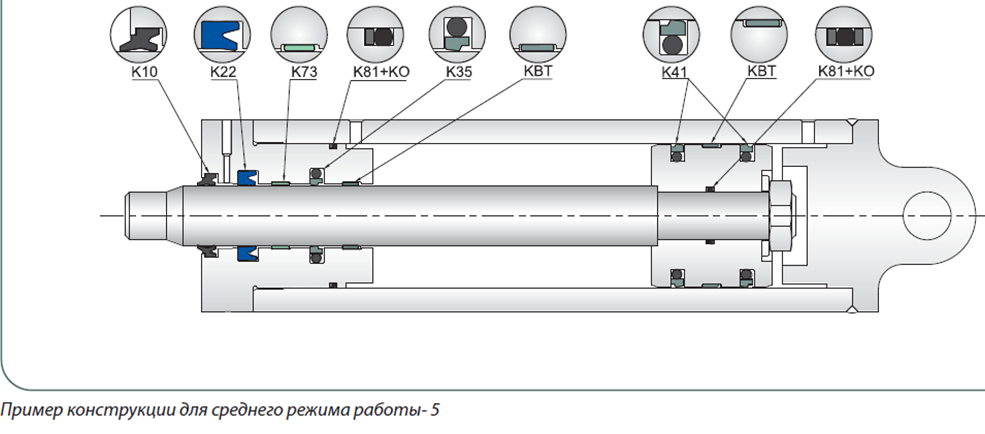 K10 K22 K73 K81+KO K35 KBT K41 KBT K81+KO
Пример конструкции для среднего режима работы- 5